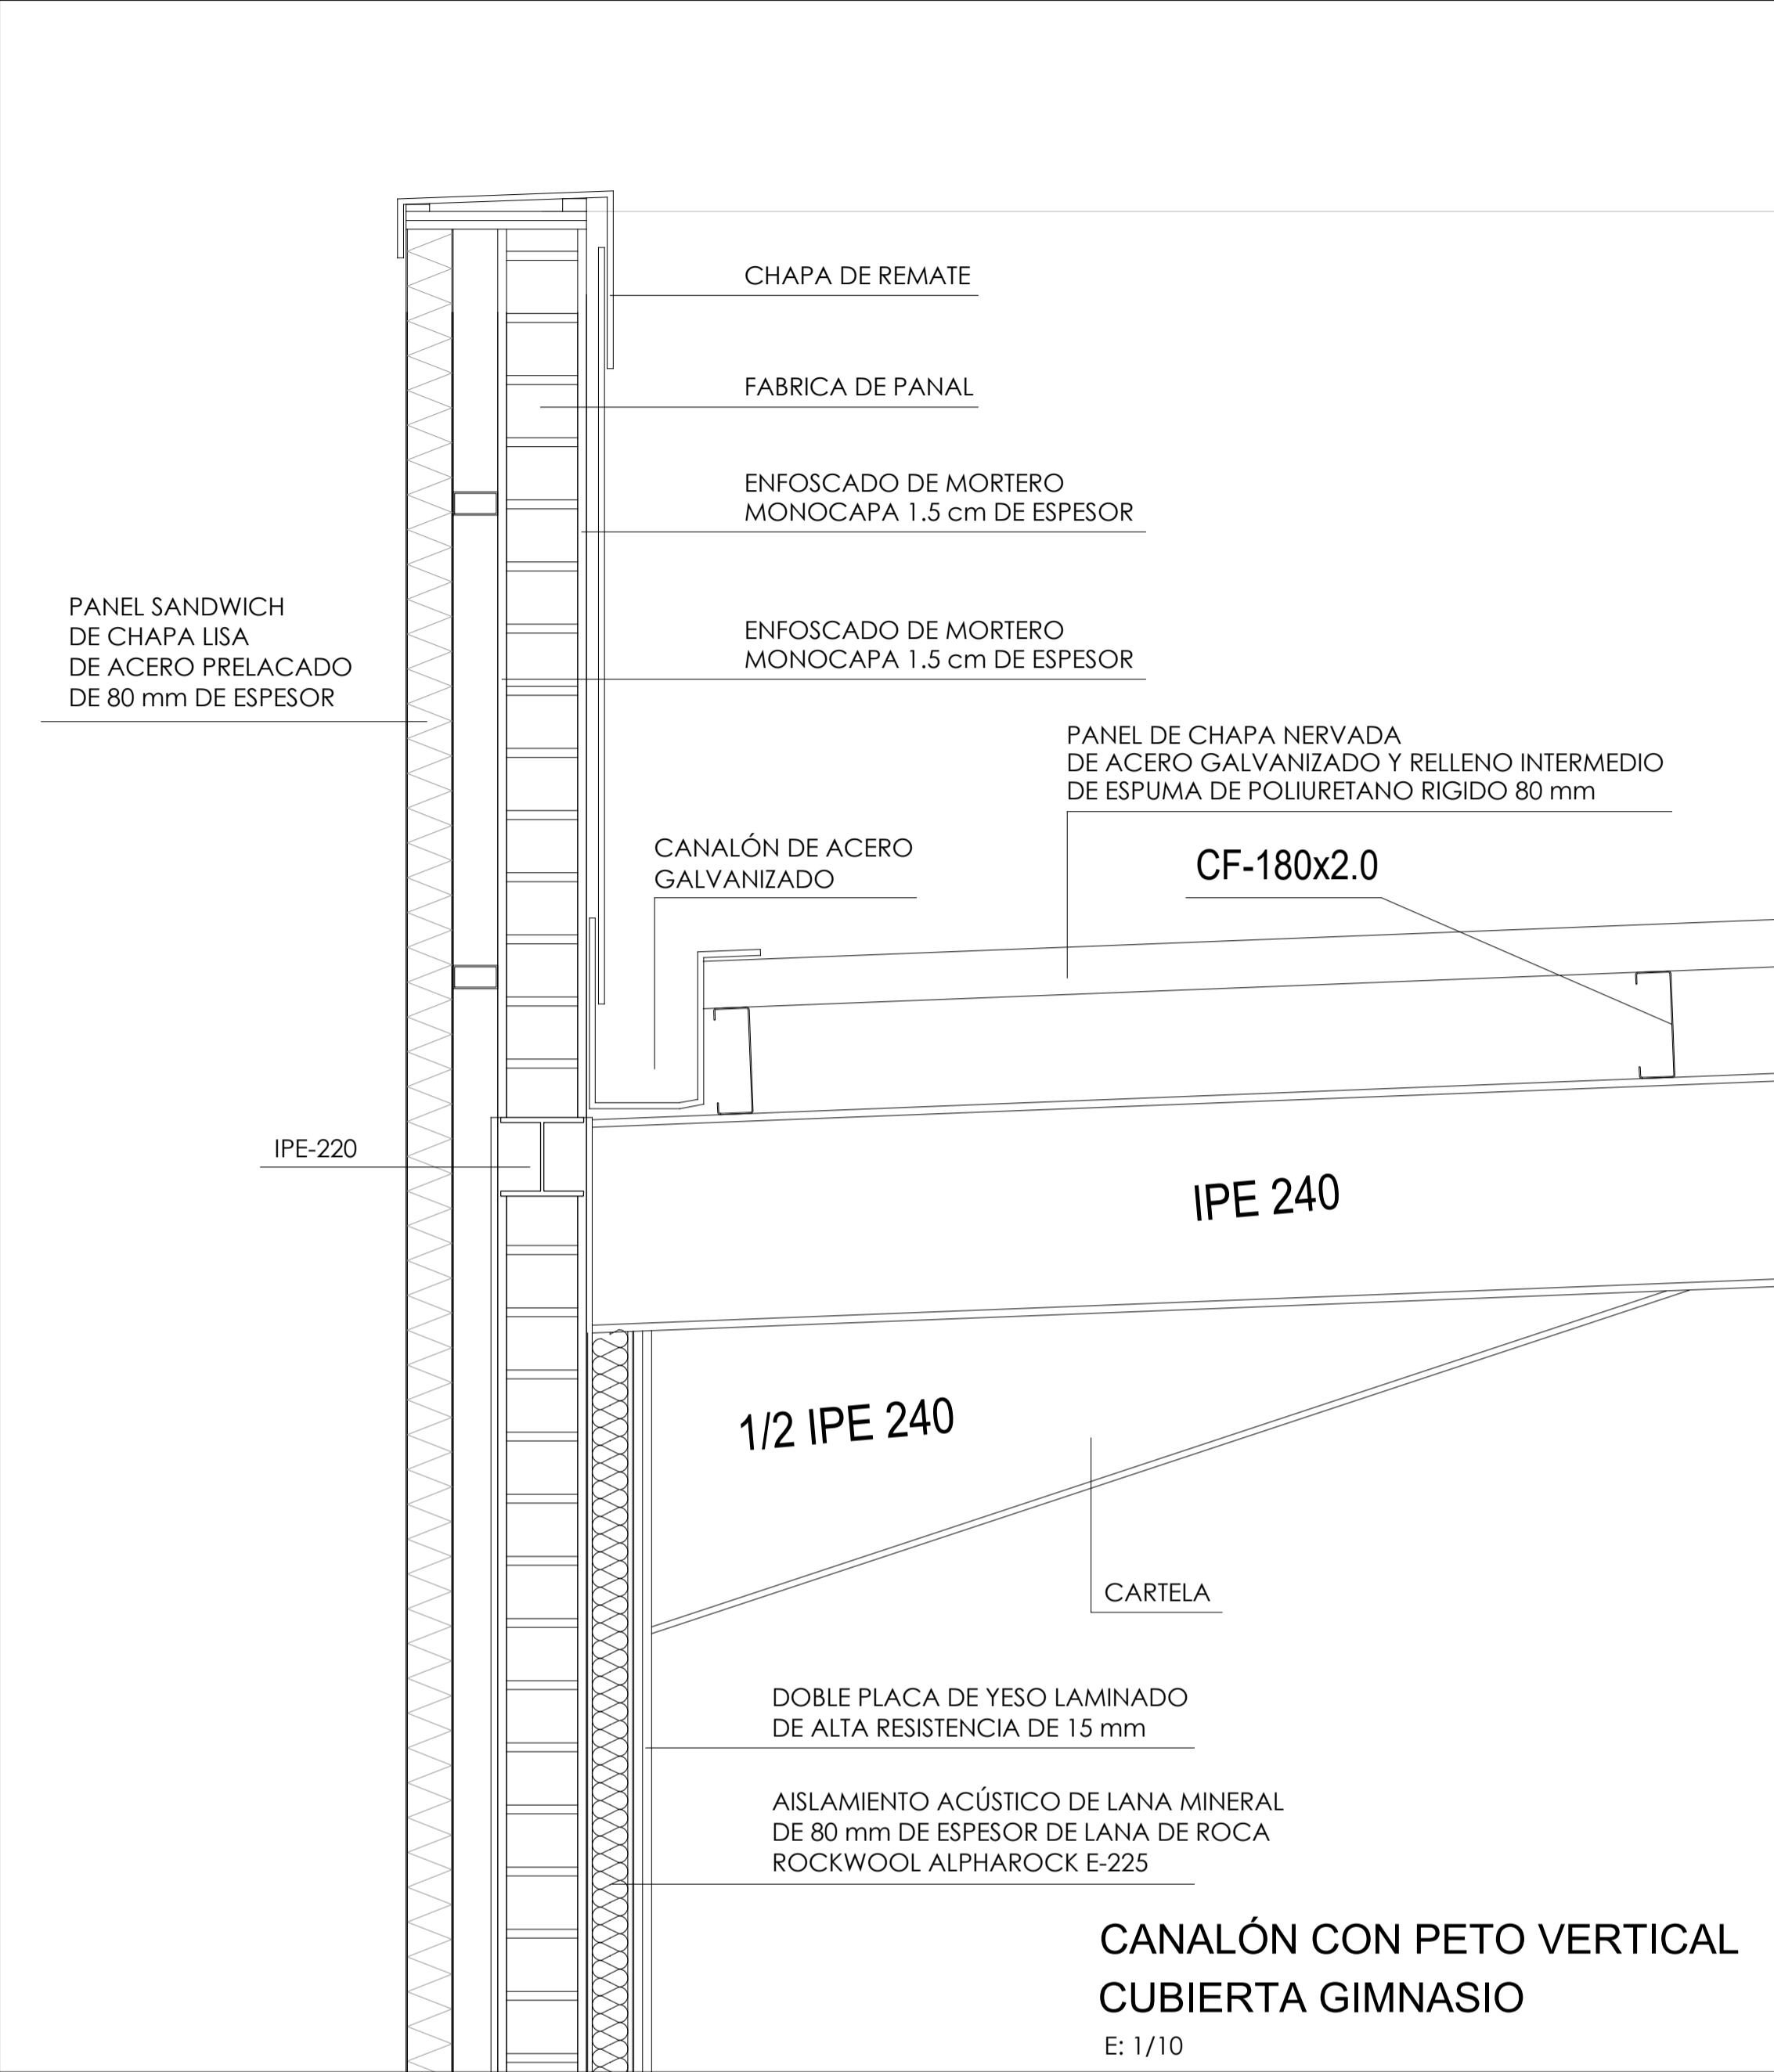 CHAPA DE REMATE
FABRICA DE PANAL
ENFOSCADO DE MORTERO
MONOCAPA 1.5 cm DE ESPESOR
PANEL SANDWICH
DE CHAPA LISA
DE ACERO PRELACADO
DE 80 mm DE ESPESOR
ENFOSCADO DE MORTERO
MONOCAPA 1.5 cm DE ESPESOR
PANEL DE CHAPA NERVADA
DE ACERO GALVANIZADO Y RELLENO INTERMEDIO
DE ESPUMA DE POLIURETANO RIGIDO 80 mm
CANALÓN DE ACERO
GALVANIZADO
CF-180x2.0
IPE-220
IPE 240
1/2 IPE 240
CARTELA
DOBLE PLACA DE YESO LAMINADO
DE ALTA RESISTENCIA DE 15 mm
AISLAMIENTO ACÚSTICO DE LANA MINERAL
DE 80 mm DE ESPESOR DE LANA DE ROCA
ROCKWOOL ALPHAROCK E-225
CANALÓN CON PETO VERTICAL
CUBIERTA GIMNASIO
E: 1/10